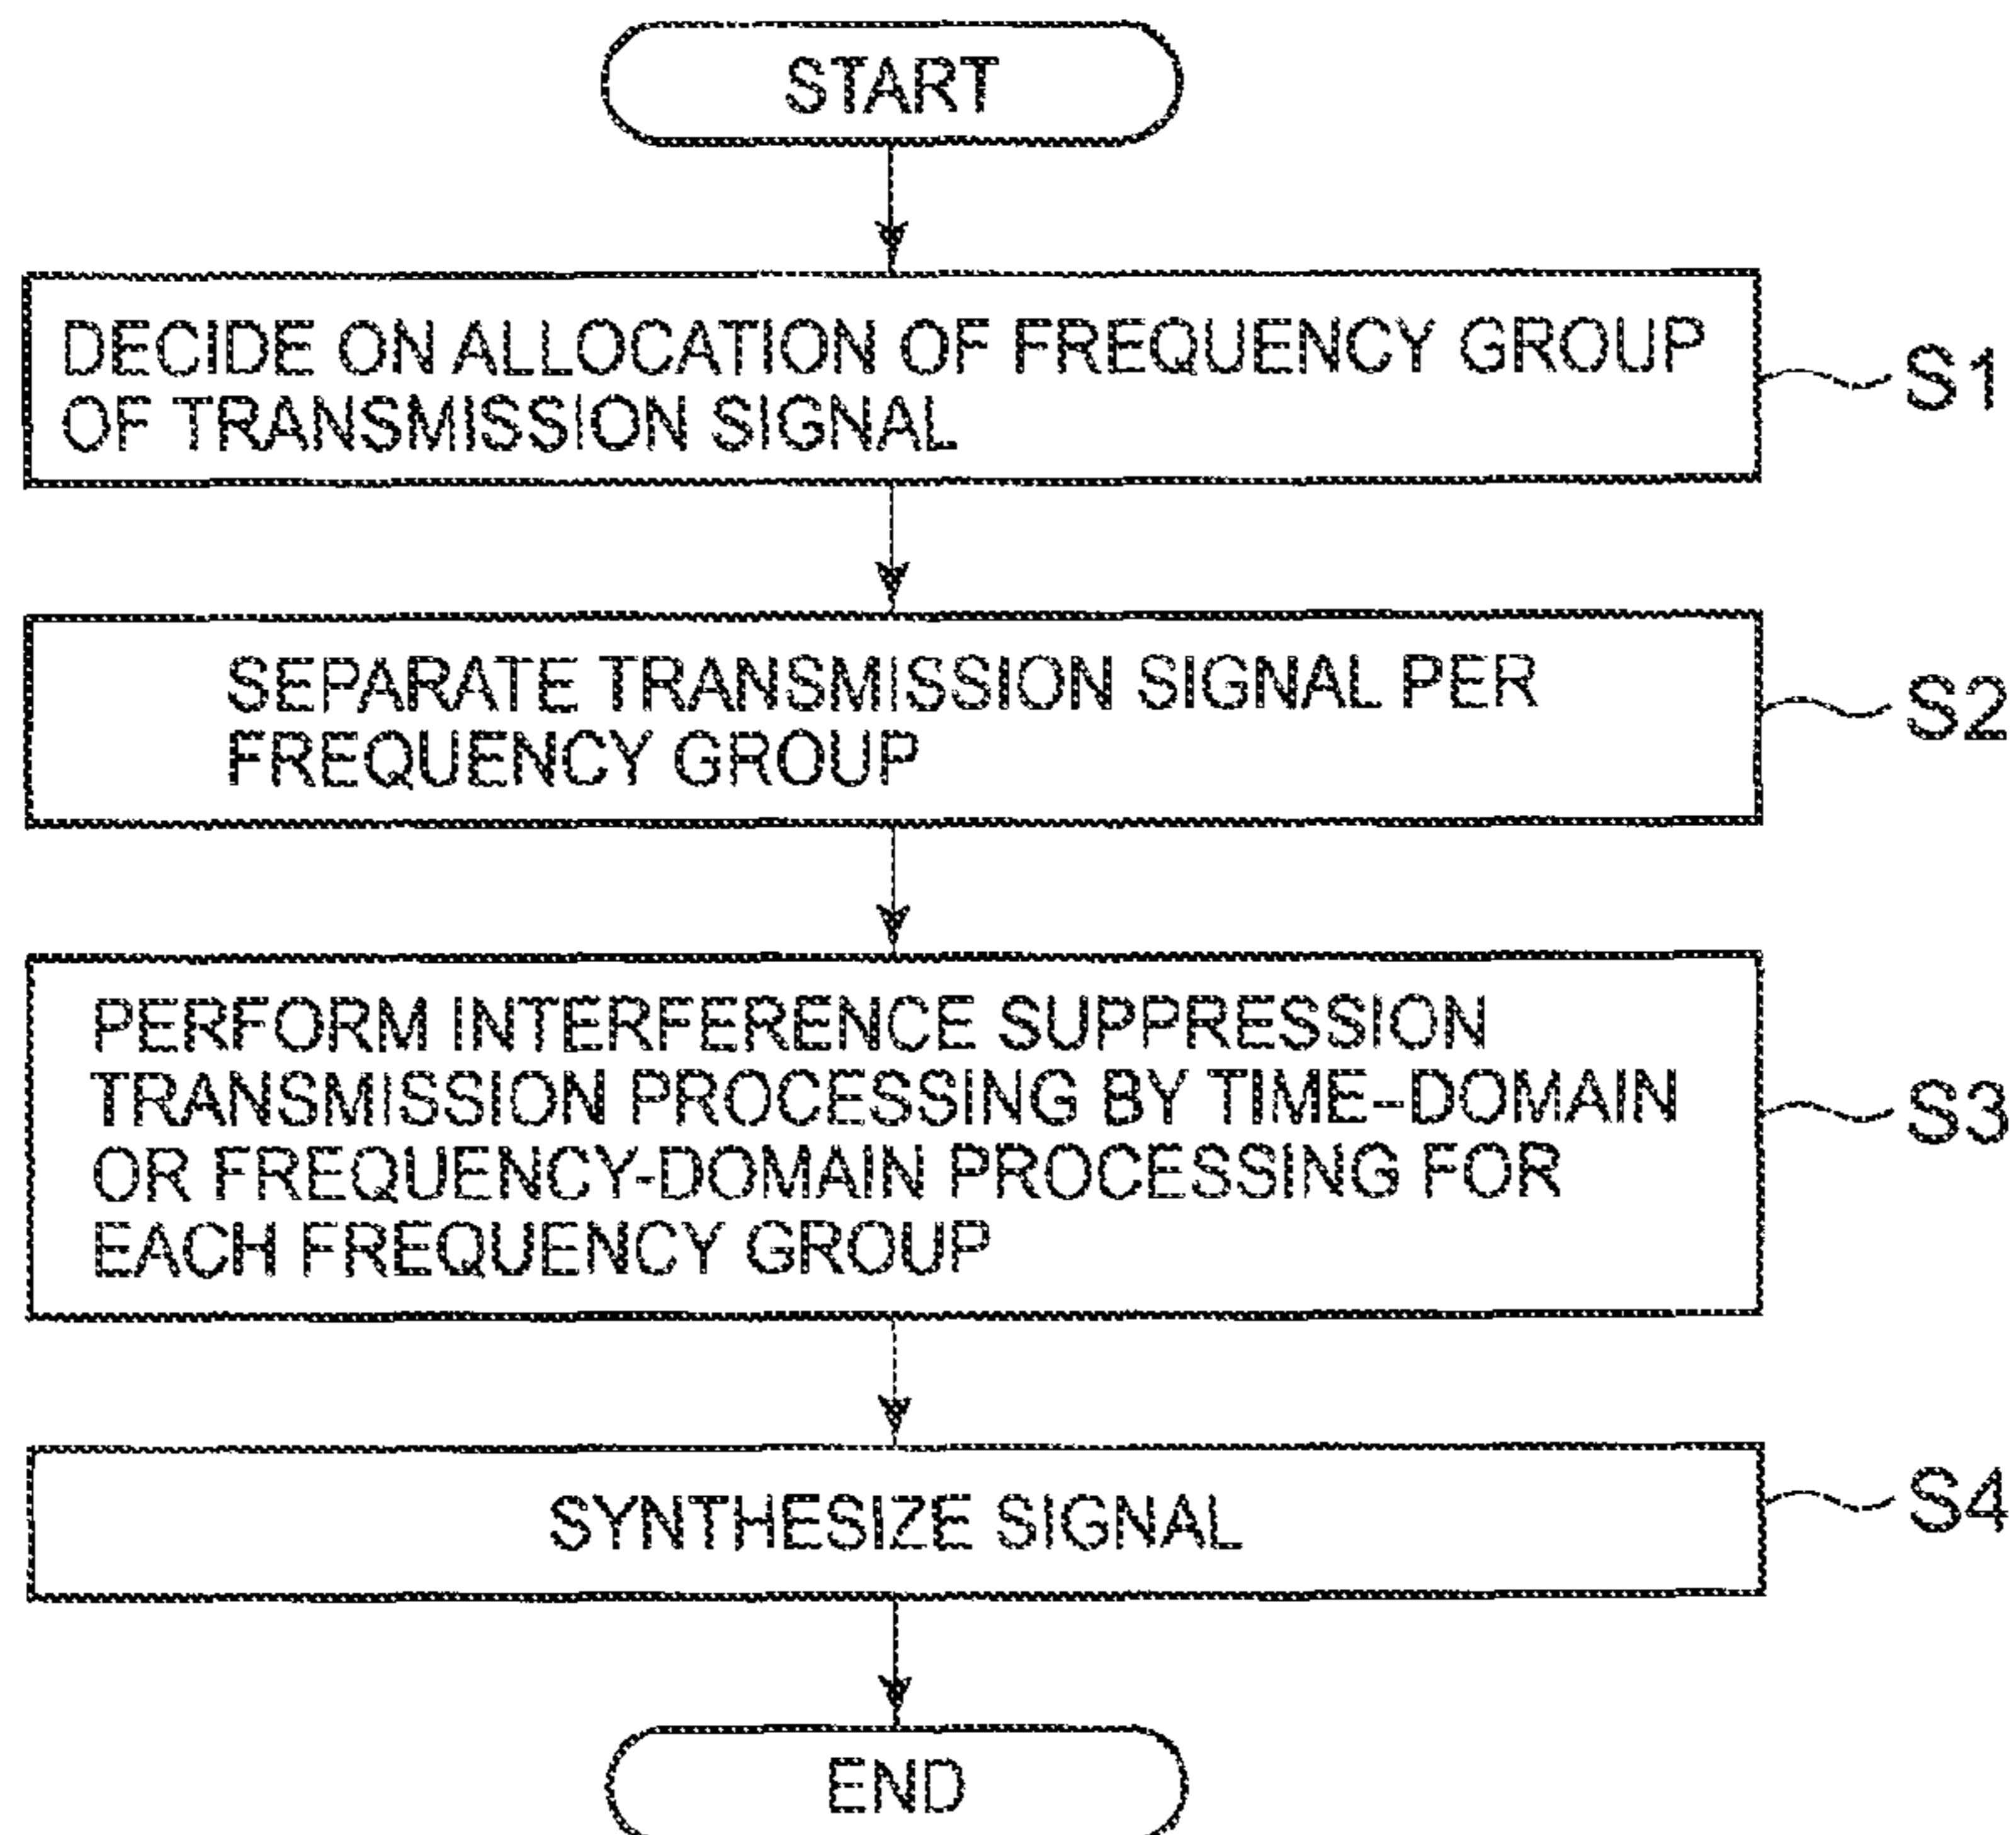 START
DECIDE ON ALLOCATION OF FREQUENCY GROUP
OF TRANSMISSION SIGNAL
S1
SEPARATE TRANSMISSION SIGNAL PER
FREQUENCY GROUP
S2
PERFORM INTERFERENCE SUPPRESSION
TRANSMISSION PROCESSING BY TIME-DOMAIN
OR FREQUENCY-DOMAIN PROCESSING FOR
EACH FREQUENCY GROUP
S3
SYNTHESIZE SIGNAL
S4
END